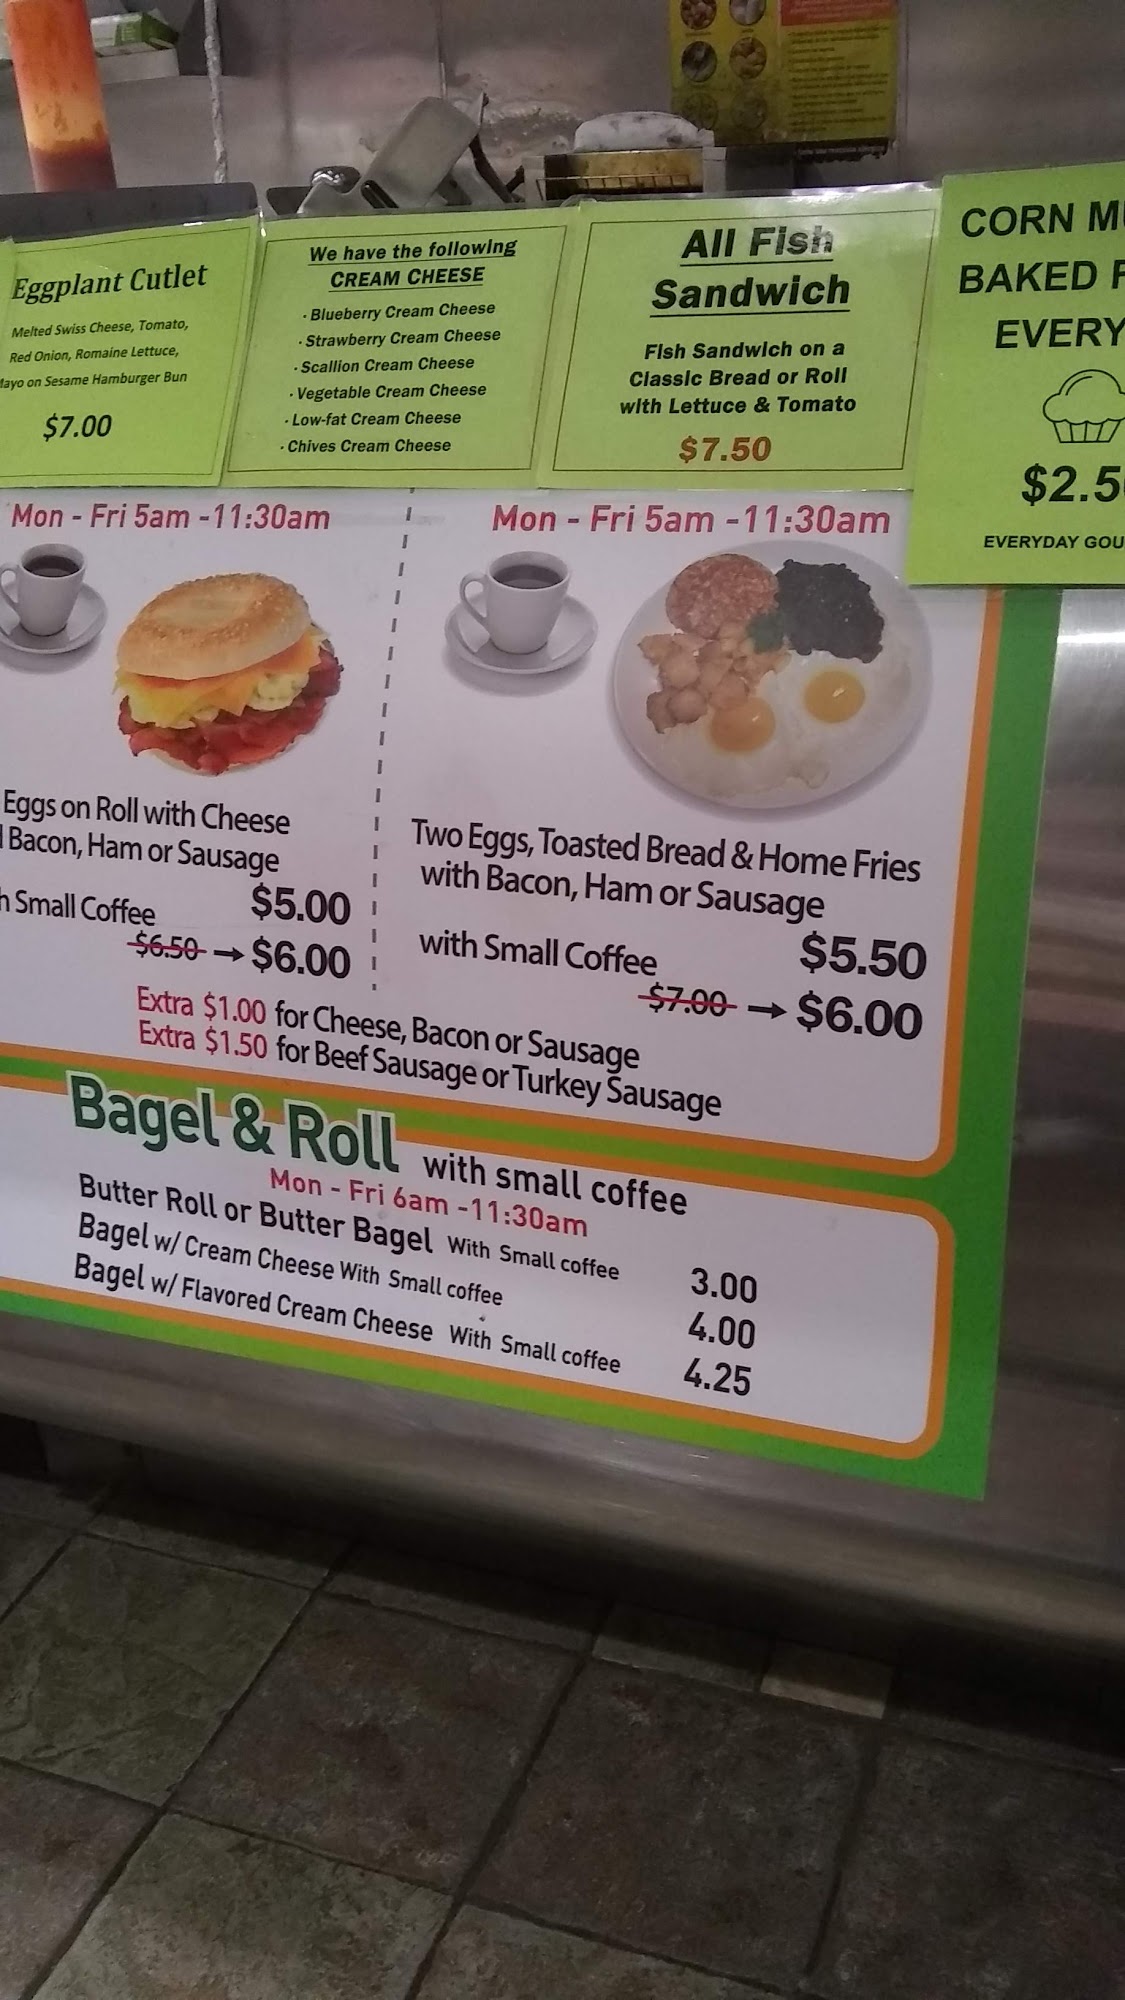 Eggplant Cutlet
Melted Swiss Cheese, Tomato,
Red Onion, Romaine Lettuce,
Mayo on Sesame Hamburger Bun
$7.00
We have the following
CREAM CHEESE
· Blueberry Cream Cheese
· Strawberry Cream Cheese
· Scallion Cream Cheese
· Vegetable Cream Cheese
· Low-fat Cream Cheese
· Chives Cream Cheese
All Fish
Sandwich
Fish Sandwich on a
Classic Bread or Roll
with Lettuce & Tomato
$7.50
CORN
BAKED
EVERY
$2.5
EVERYDAY
Mon - Fri 5am -11:30am
Eggs on Roll with Cheese
Bacon, Ham or Sausage
$5.00
Small Coffee
$6.50 → $6.00
Mon - Fri 5am -11:30am
Two Eggs, Toasted Bread & Home Fries
with Bacon, Ham or Sausage
$5.50
with Small Coffee
$7.00 → $6.00
Extra $1.00 for Cheese, Bacon or Sausage
Extra $1.50 for Beef Sausage or Turkey Sausage
Bagel & Roll with small coffee
Mon - Fri 6am -11:30am
Butter Roll or Butter Bagel With Small coffee 3.00
Bagel w/ Cream Cheese With Small coffee 4.00
Bagel w/ Flavored Cream Cheese With Small coffee 4.25